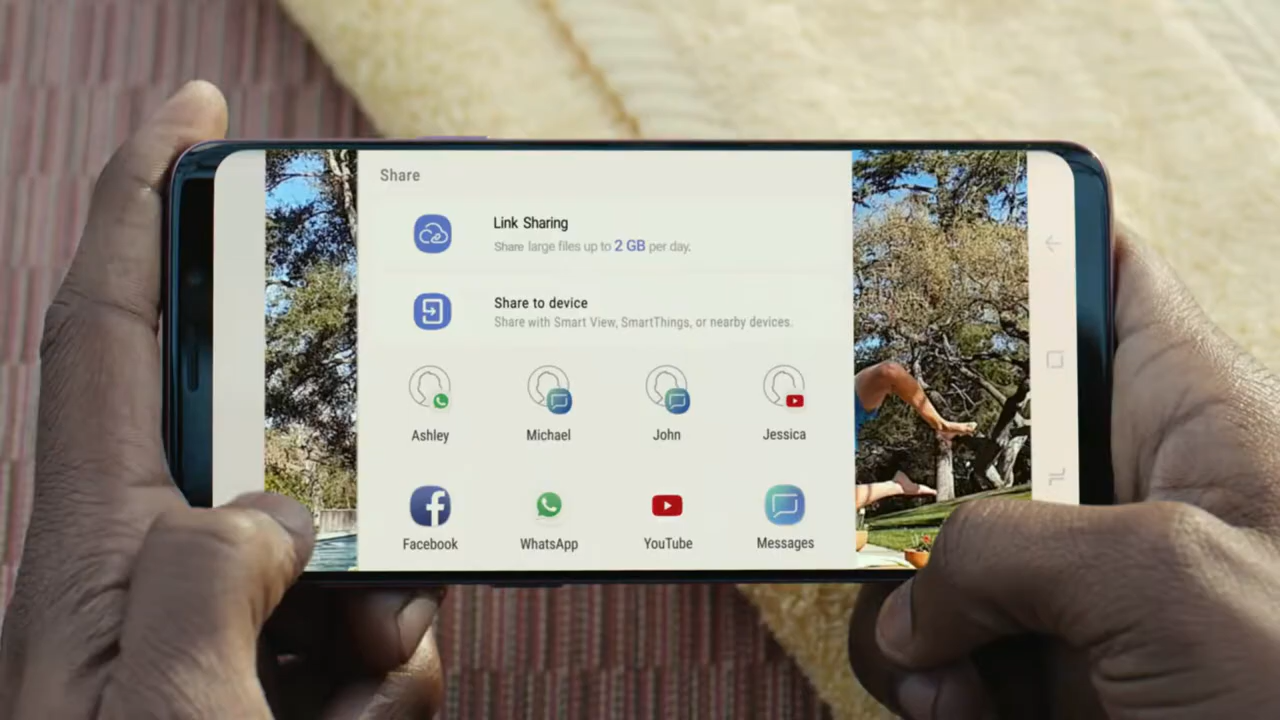 Share
Link Sharing
Share large files up to 2 GB per day.
Share to device
Share with Smart View, SmartThings, or nearby devices.
Ashley Michael John Jessica
Facebook WhatsApp YouTube Messages